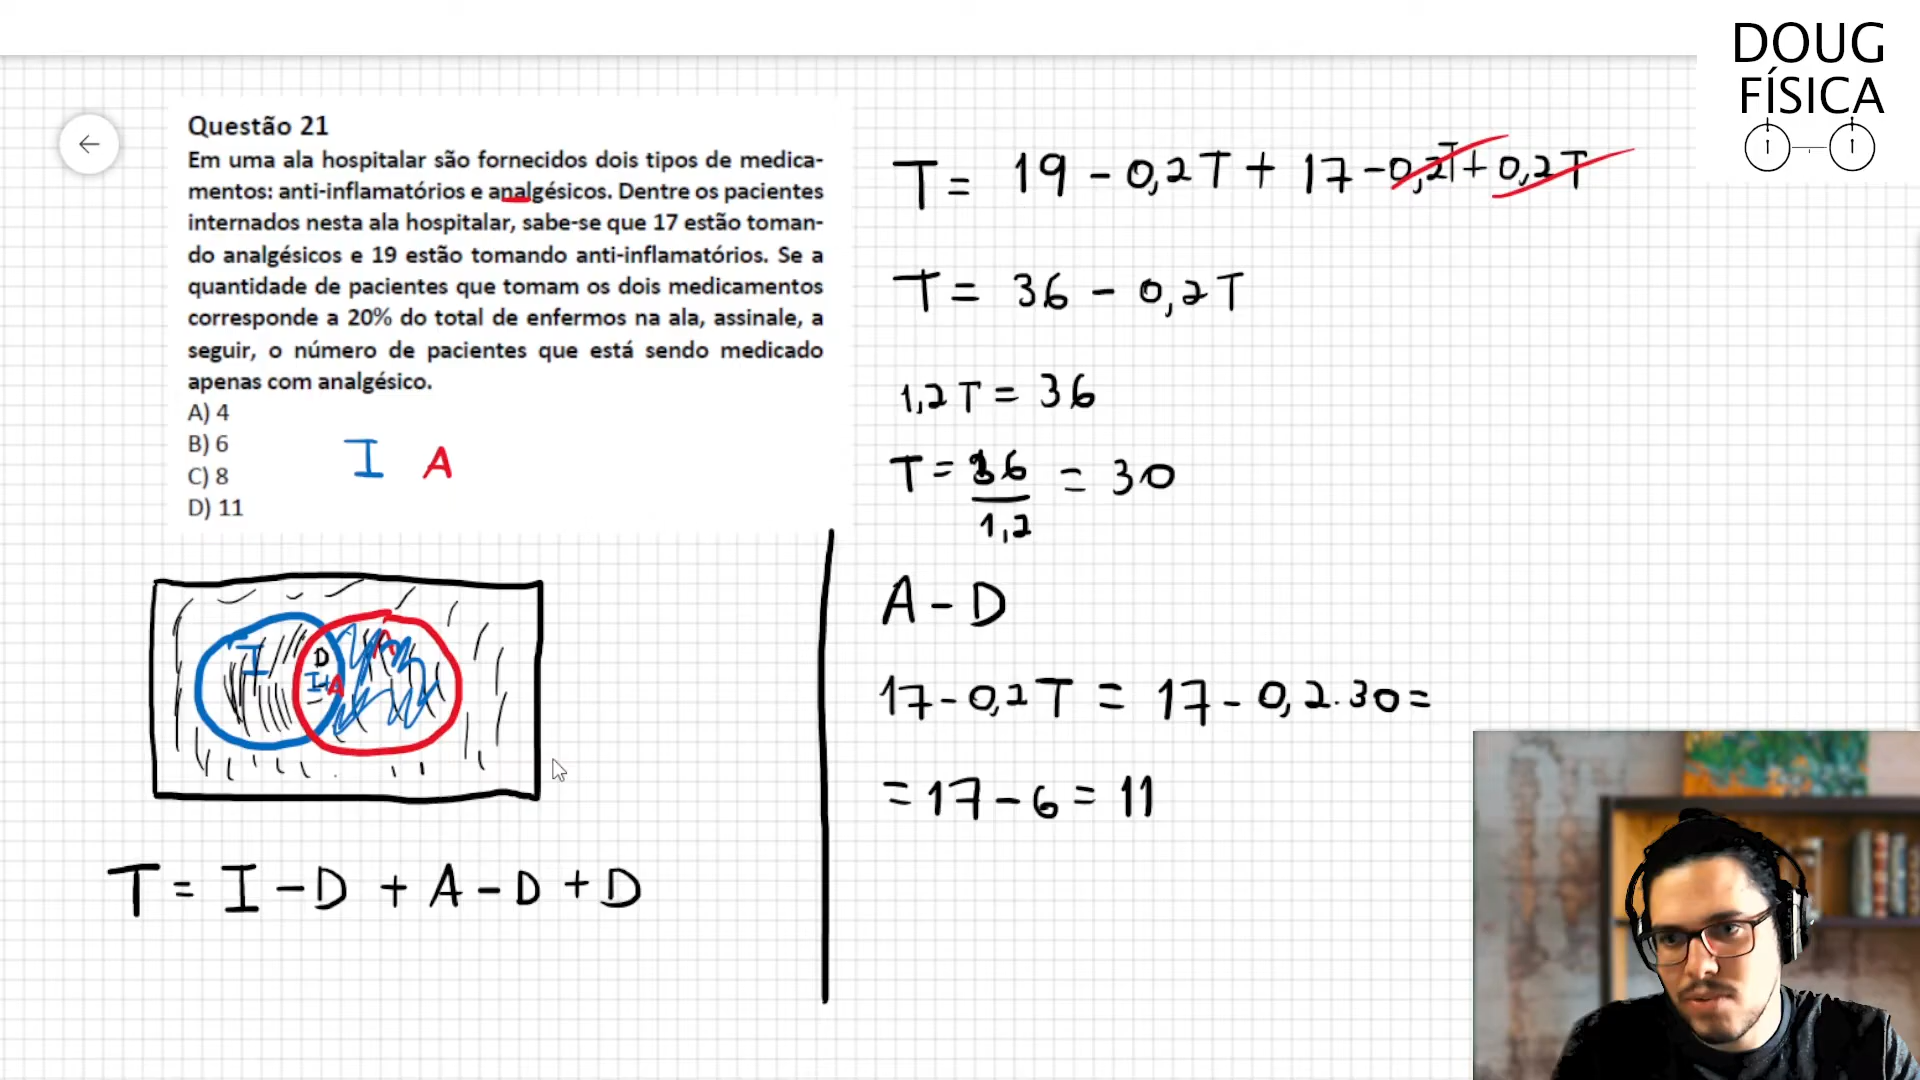 DOUG
FÍSICA
Questão 21
Em uma ala hospitalar são fornecidos dois tipos de medica-
mentos: anti-inflamatórios e analgésicos. Dentre os pacientes
internados nesta ala hospitalar, sabe-se que 17 estão toman-
do analgésicos e 19 estão tomando anti-inflamatórios. Se a
quantidade de pacientes que tomam os dois medicamentos
corresponde a 20% do total de enfermos na ala, assinale, a
seguir, o número de pacientes que está sendo medicado
apenas com analgésico.
A) 4
B) 6
C) 8
D) 11
I A
I D A
I+A
T = I - D + A - D + D
T = 19 - 0,2T + 17 - 0,2T + 0,2T
T = 36 - 0,2T
1,2T = 36
T = 36 = 30
1,2
A - D
17 - 0,2T = 17 - 0,2.30 =
= 17 - 6 = 11